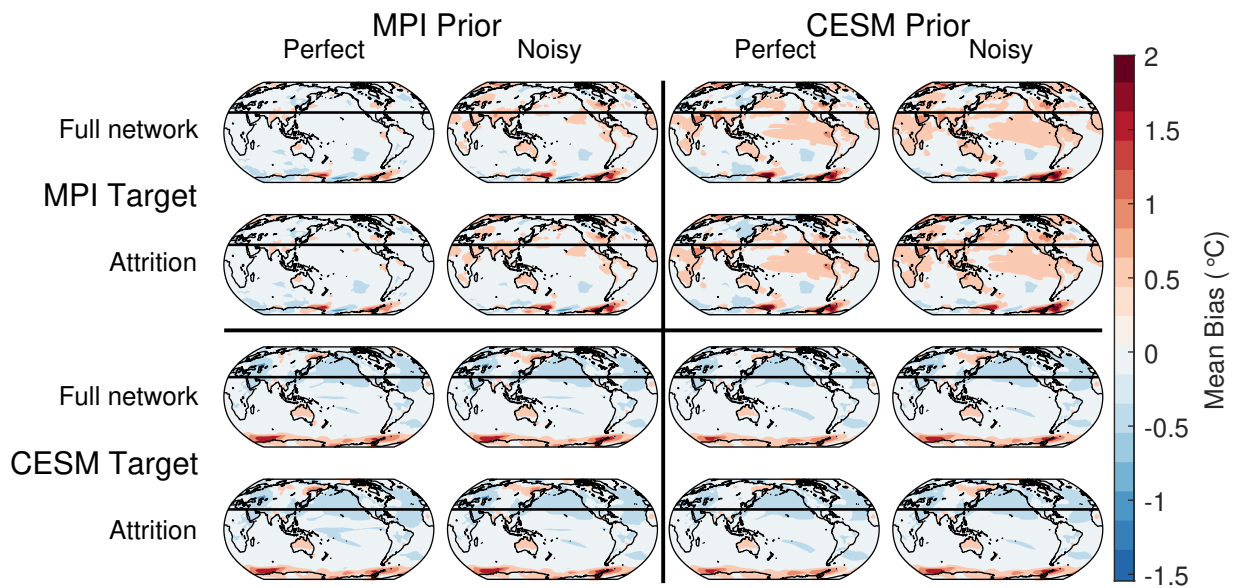 MPI Prior
CESM Prior
Perfect
Noisy
Perfect
Noisy
Full network
MPI Target
Attrition
Full network
CESM Target
Attrition
2
1.5
1
0.5
0
-0.5
-1
-1.5
Mean Bias ( °C)